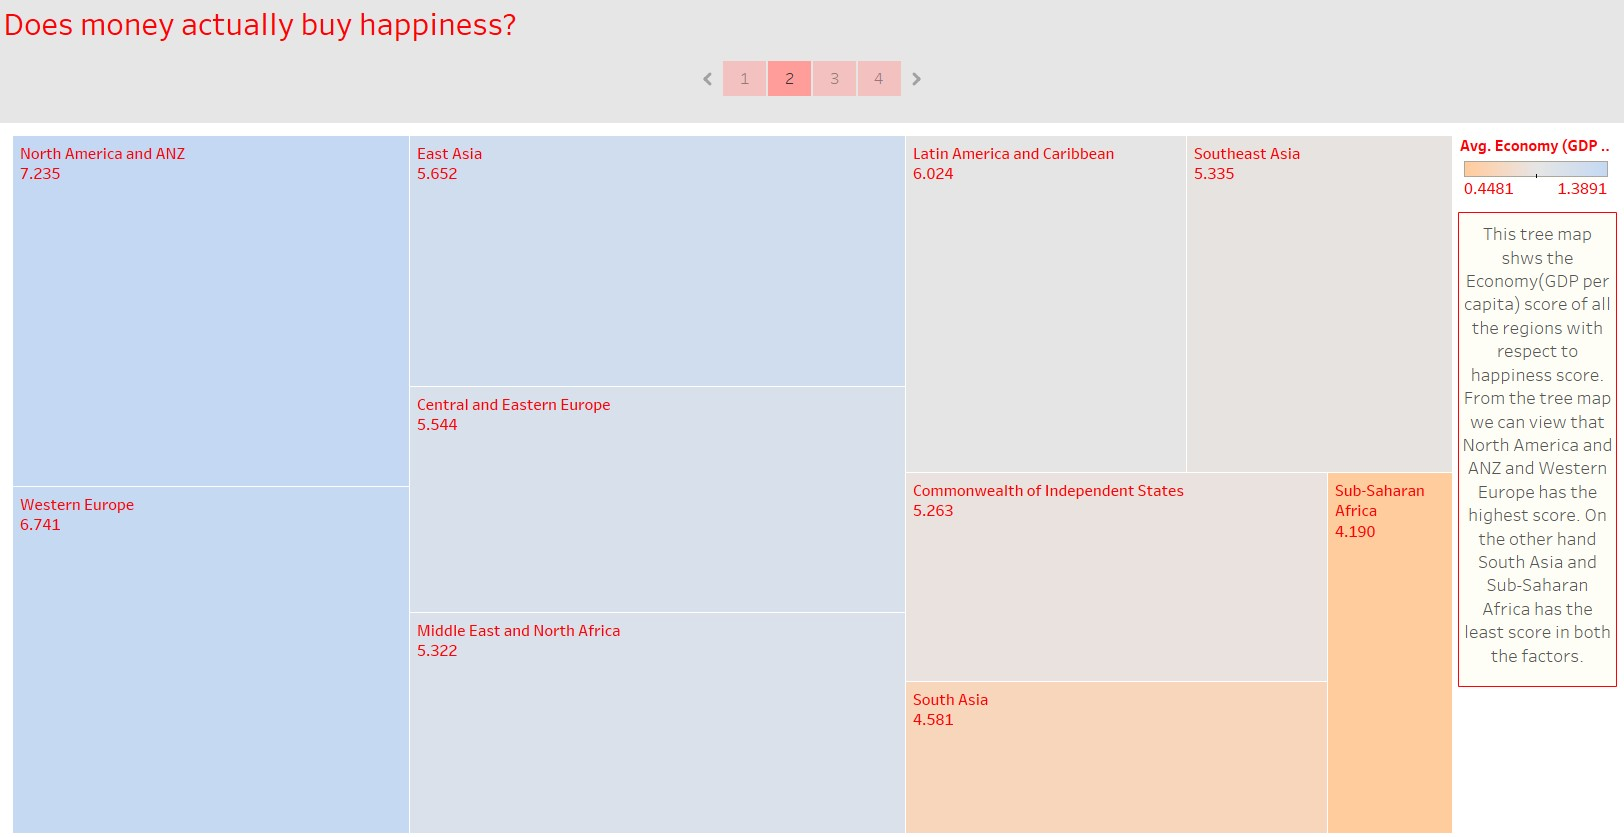 Does money actually buy happiness?
1 2 3 4
North America and ANZ
7.235
East Asia
5.652
Latin America and Caribbean
6.024
Southeast Asia
5.335
Central and Eastern Europe
5.544
Western Europe
6.741
Commonwealth of Independent States
5.263
Sub-Saharan
Africa
4.190
Middle East and North Africa
5.322
South Asia
4.581
Avg. Economy (GDP ..
0.4481 1.3891
This tree map
shws the
Economy(GDP per
capita) score of all
the regions with
respect to
happiness score.
From the tree map
we can view that
North America and
ANZ and Western
Europe has the
highest score. On
the other hand
South Asia and
Sub-Saharan
Africa has the
least score in both
the factors.